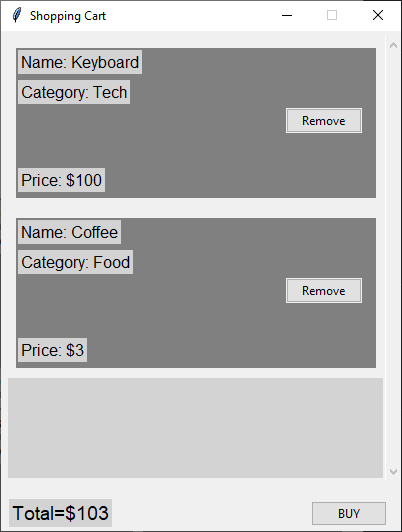 Shopping Cart
Name: Keyboard
Category: Tech
Remove
Price: $100
Name: Coffee
Category: Food
Remove
Price: $3
Total=$103
BUY